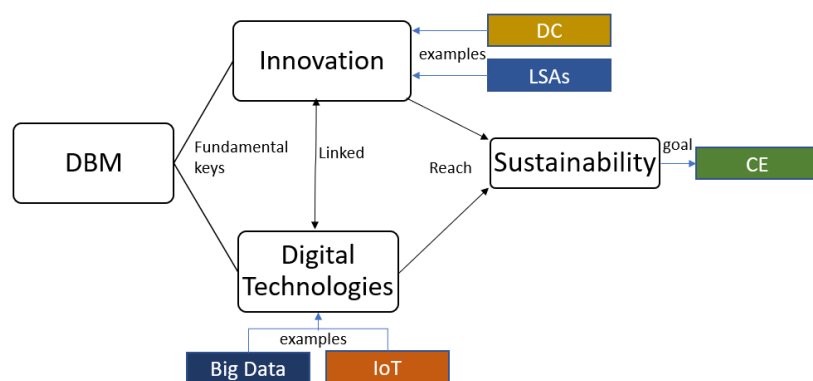 DC
Innovation
examples
LSAs
DBM
Fundamental
keys
Linked
Reach
Sustainability
goal
CE
Digital
Technologies
examples
Big Data
IoT